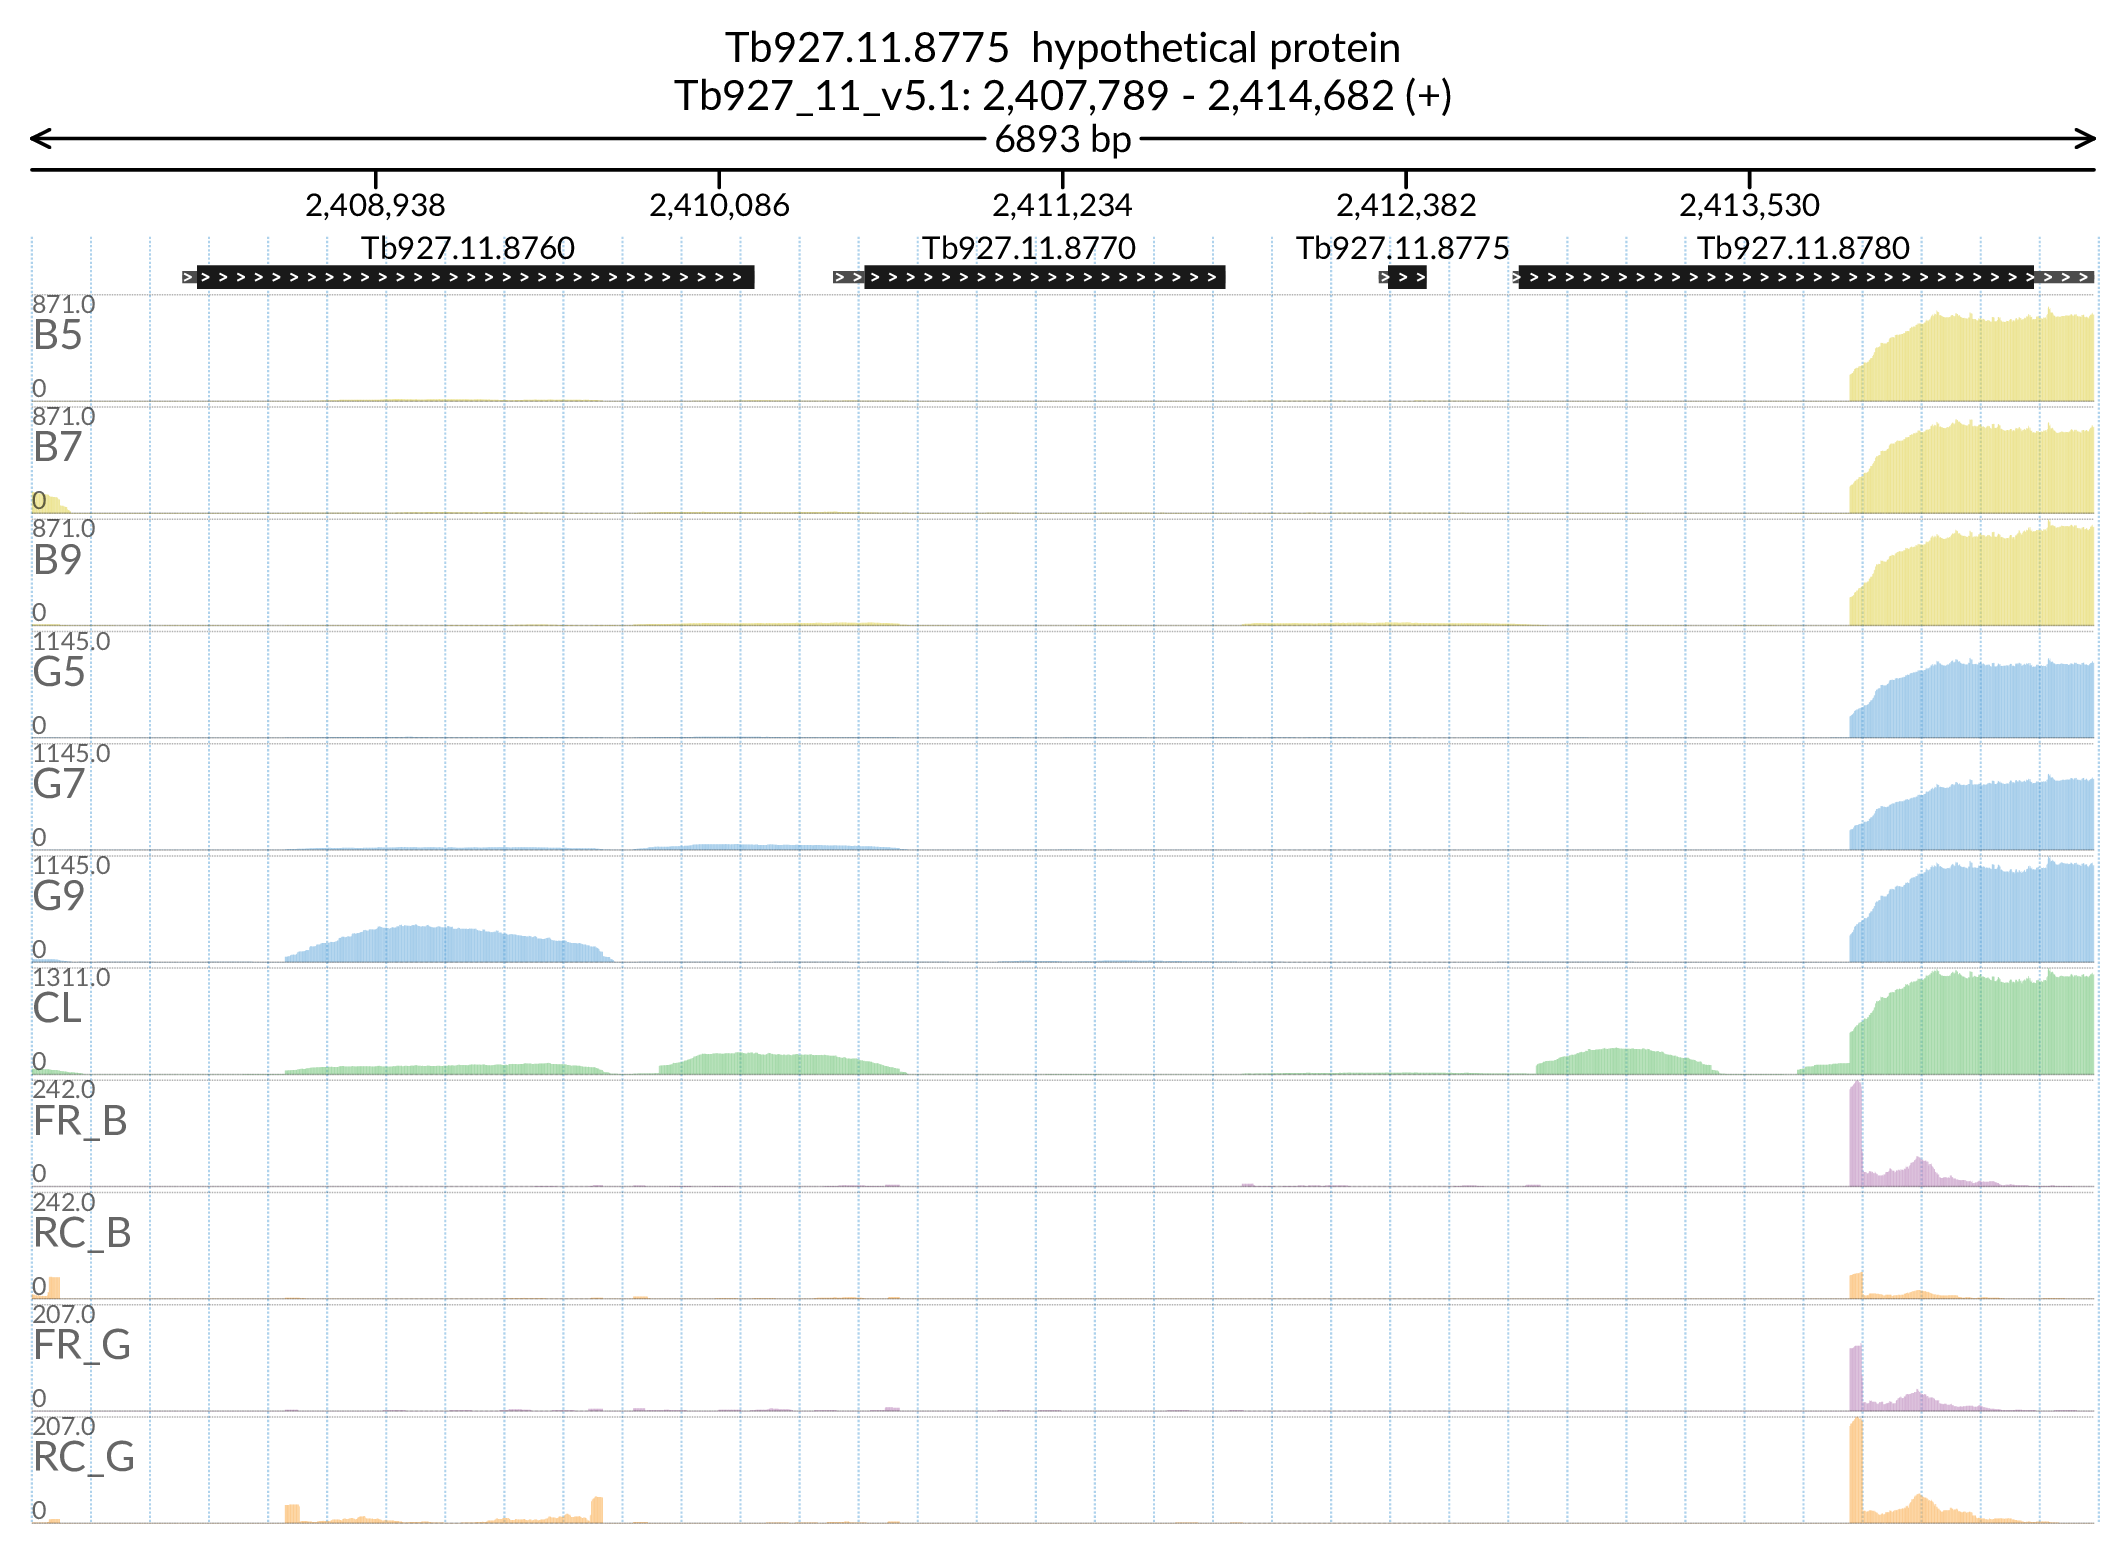 Tb927.11.8775 hypothetical protein
Tb927_11_v5.1: 2,407,789 - 2,414,682 (+)
6893 bp
2,408,938 2,410,086 2,411,234 2,412,382 2,413,530
Tb927.11.8760 Tb927.11.8770 Tb927.11.8775 Tb927.11.8780
871.0
B5
0
871.0
B7
0
871.0
B9
0
1145.0
G5
0
1145.0
G7
0
1145.0
G9
0
1311.0
CL
0
242.0
FR_B
0
242.0
RC_B
0
207.0
FR_G
0
207.0
RC_G
0